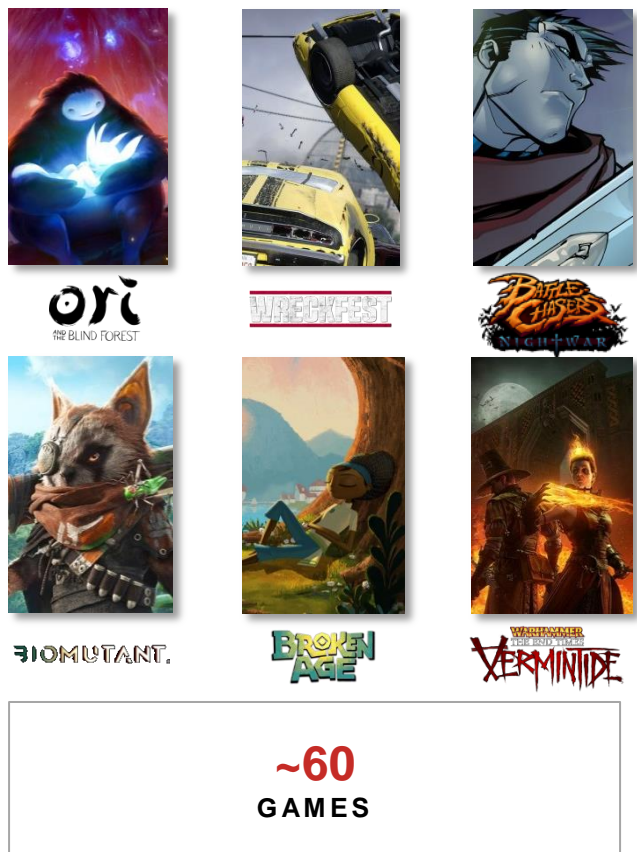 ori
AND THE BLIND FOREST
WRECKFEST
BATTLE
CHASERS
NIGHTWAR
BIOMUTANT.
BROKEN
AGE
WARHAMMER
THE END TIMES
VERMINTIDE
~60
GAMES